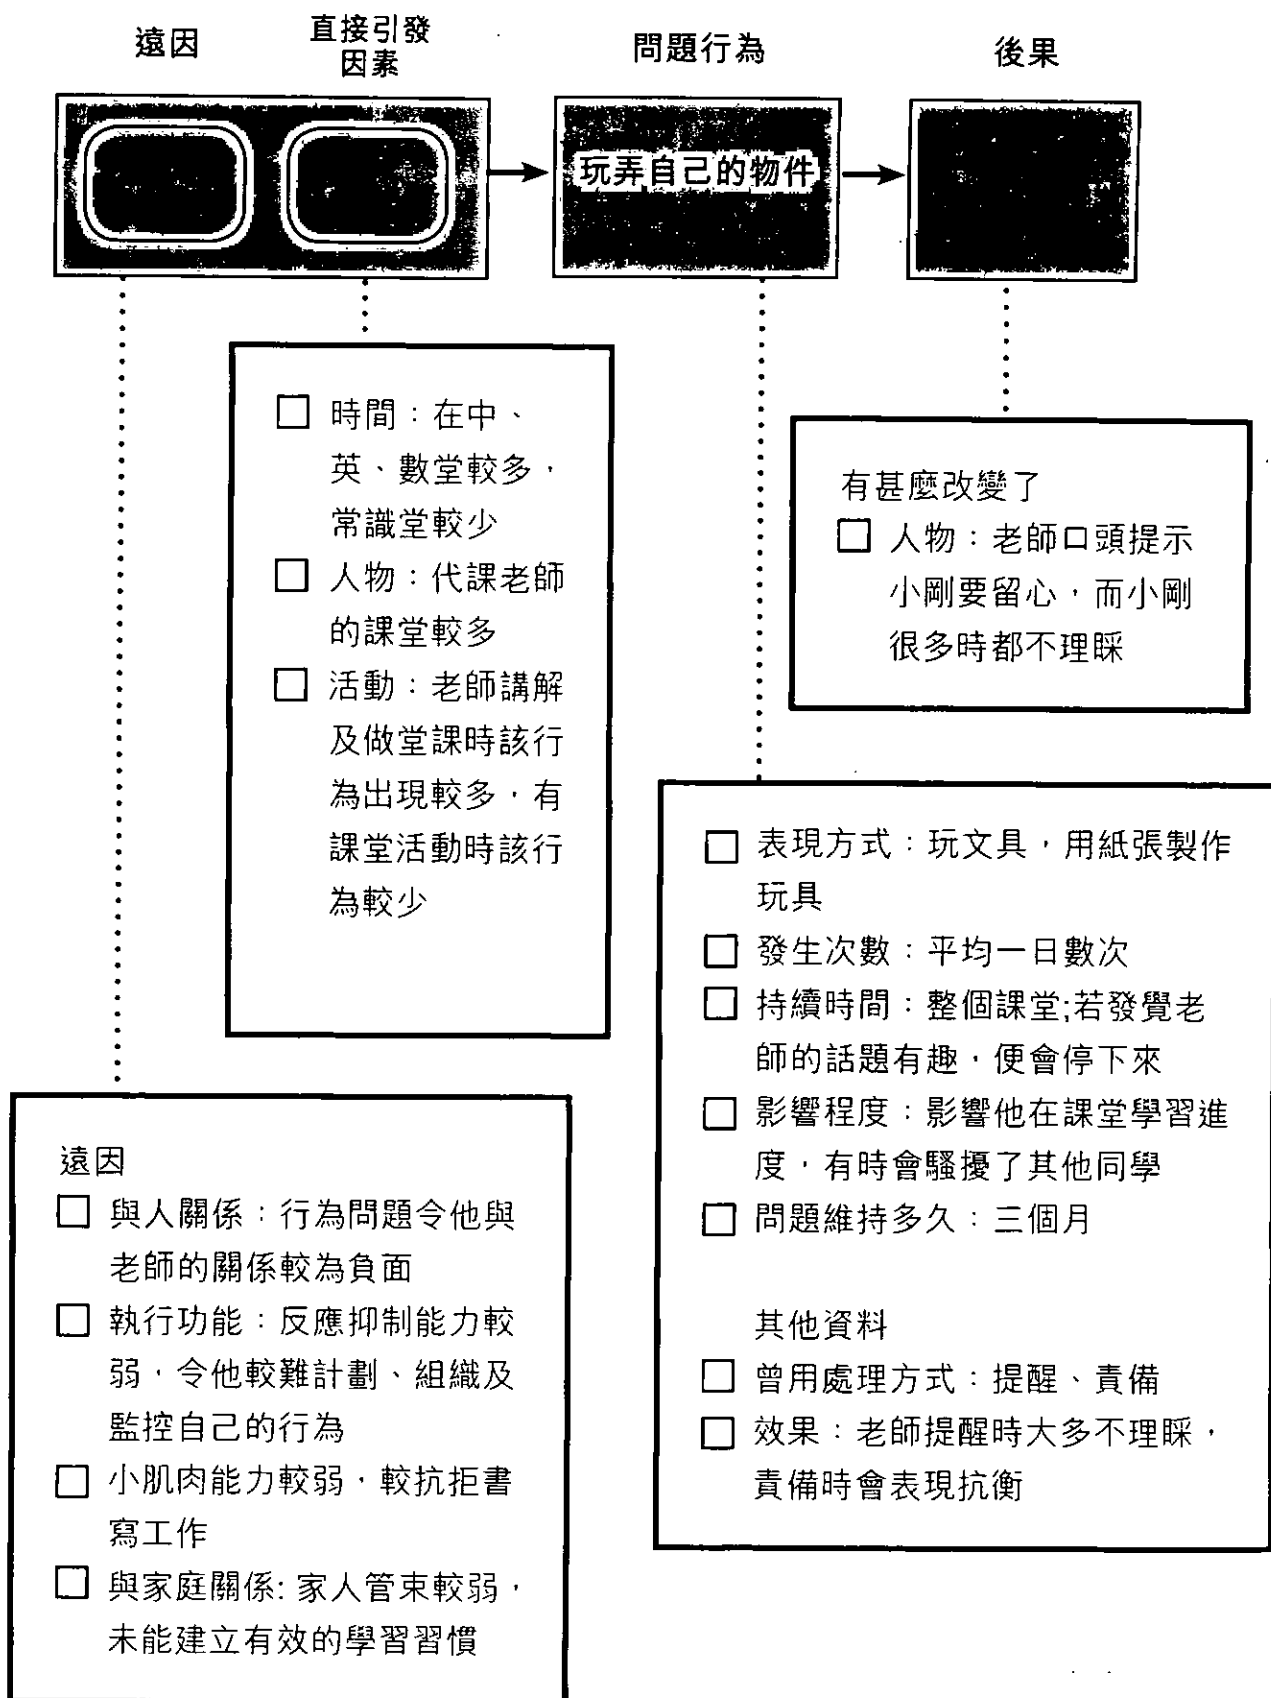 遠因
直接引發
因素
問題行為
後果
玩弄自己的物件
□ 時間：在中、
英、數堂較多，
常識堂較少
□ 人物：代課老師
的課堂較多
□ 活動：老師講解
及做堂課時該行
為出現較多，有
課堂活動時該行
為較少
有甚麼改變了
□ 人物：老師口頭提示
小剛要留心，而小剛
很多時都不理睬
□ 表現方式：玩文具，用紙張製作
玩具
□ 發生次數：平均一日數次
□ 持續時間：整個課堂;若發覺老
師的話題有趣，便會停下來
□ 影響程度：影響他在課堂學習進
度，有時會騷擾了其他同學
□ 問題維持多久：三個月
其他資料
□ 曾用處理方式：提醒、責備
□ 效果：老師提醒時大多不理睬，
責備時會表現抗衡
遠因
□ 與人關係：行為問題令他與
老師的關係較為負面
□ 執行功能：反應抑制能力較
弱，令他較難計劃、組織及
監控自己的行為
□ 小肌肉能力較弱，較抗拒書
寫工作
□ 與家庭關係: 家人管束較弱，
未能建立有效的學習習慣